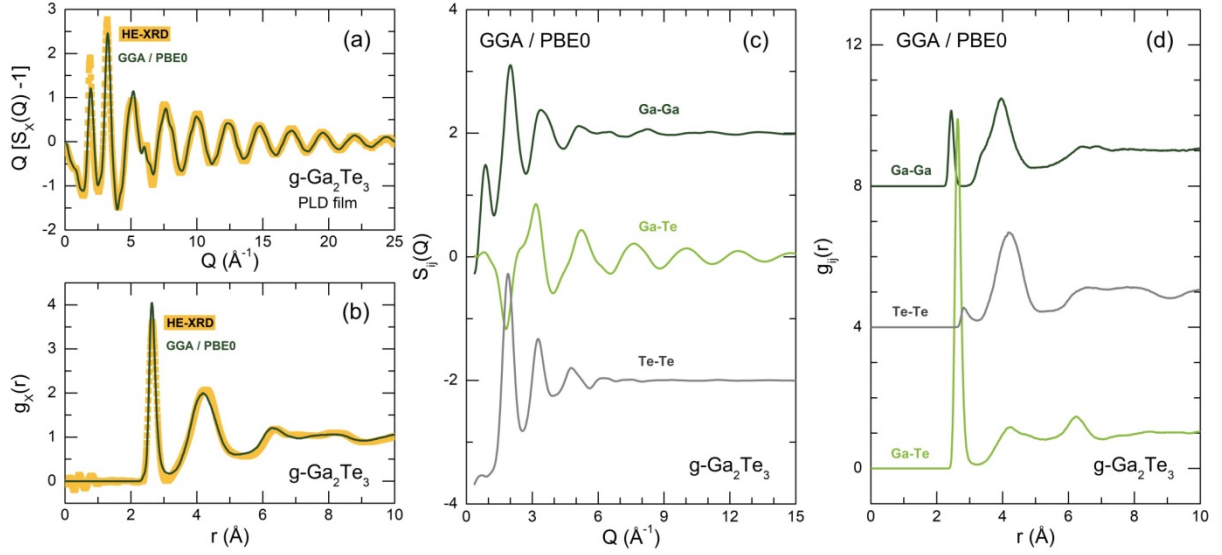 (a)
HE-XRD
GGA / PBE0
Q [S_X(Q) -1]
3
2
1
0
-1
-2
g-Ga₂Te₃
PLD film
0 5 10 15 20 25
Q (Å⁻¹)
(b)
HE-XRD
GGA / PBE0
g_X(r)
4
3
2
1
0
g-Ga₂Te₃
0 2 4 6 8 10
r (Å)
GGA / PBE0 (c)
S_ij(Q)
4
2
0
-2
-4
Ga-Ga
Ga-Te
Te-Te
g-Ga₂Te₃
0 3 6 9 12 15
Q (Å⁻¹)
GGA / PBE0 (d)
g_ij(r)
12
8
4
0
Ga-Ga
Te-Te
Ga-Te
g-Ga₂Te₃
0 2 4 6 8 10
r (Å)